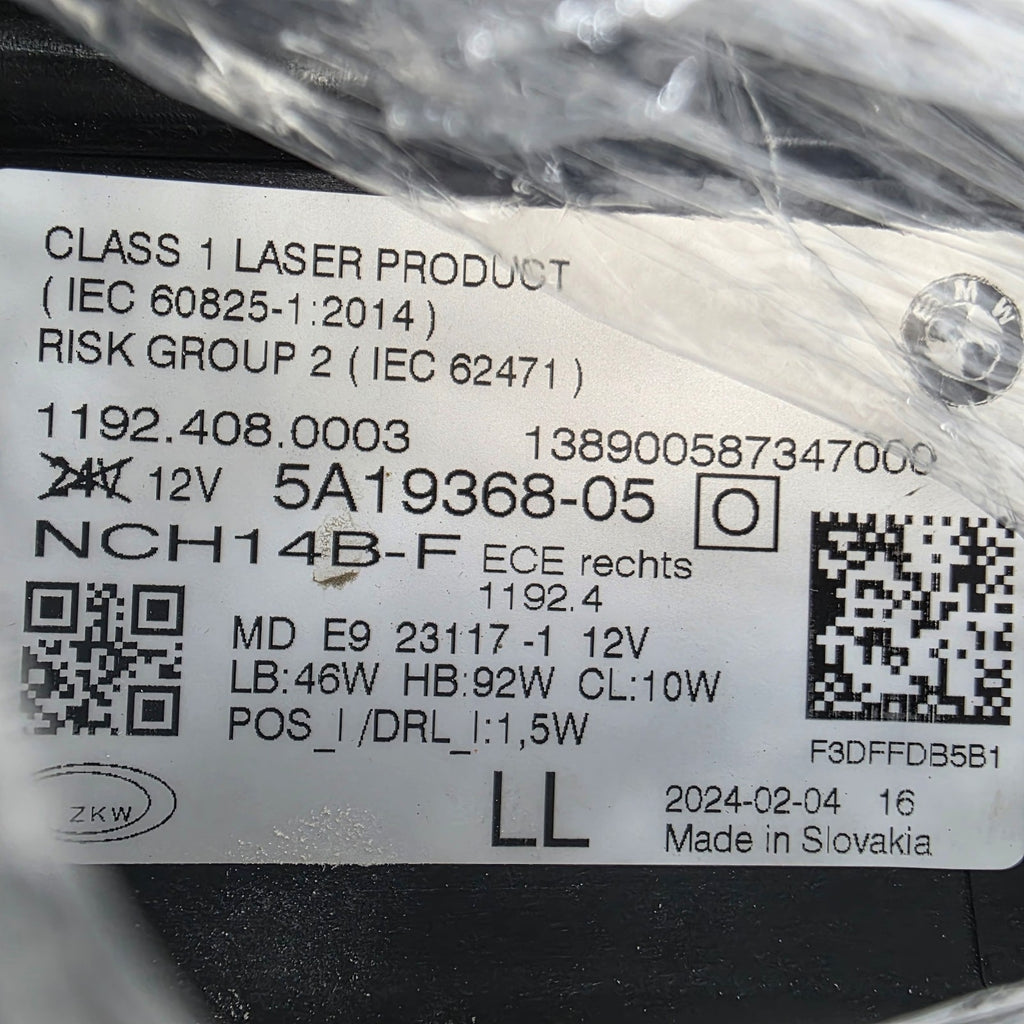 CLASS 1 LASER PRODUCT
( IEC 60825-1:2014 )
RISK GROUP 2 ( IEC 62471 )
BMW
1192.408.0003 138900587347000
24V 12V 5A19368-05 O
NCH14B-F ECE rechts
1192.4
MD E9 23117 -1 12V
LB:46W HB:92W CL:10W
POS_I /DRL_I:1,5W
F3DFFDB5B1
ZKW
LL
2024-02-04 16
Made in Slovakia